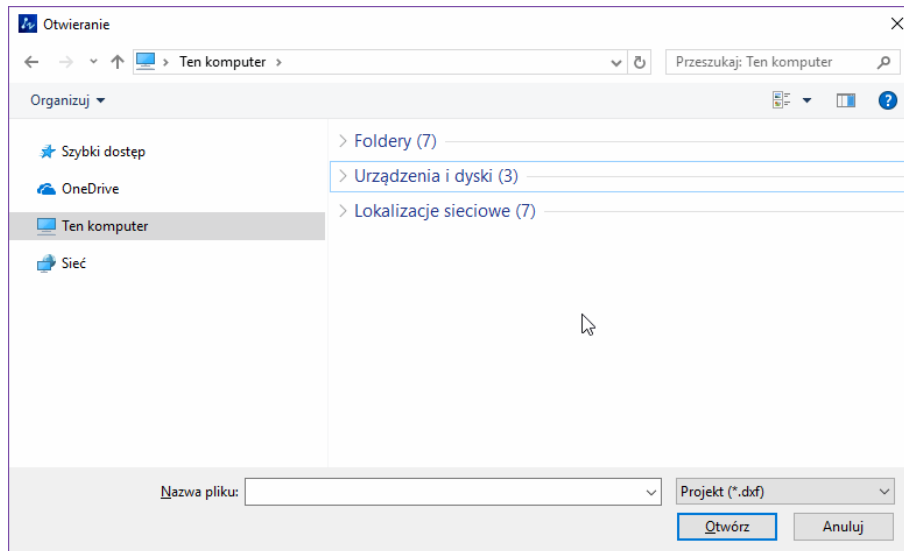 Otwieranie
Ten komputer
Przeszukaj: Ten komputer
Organizuj
Szybki dostęp
OneDrive
Ten komputer
Sieć
Foldery (7)
Urządzenia i dyski (3)
Lokalizacje sieciowe (7)
Nazwa pliku:
Projekt (*.dxf)
Otwórz
Anuluj